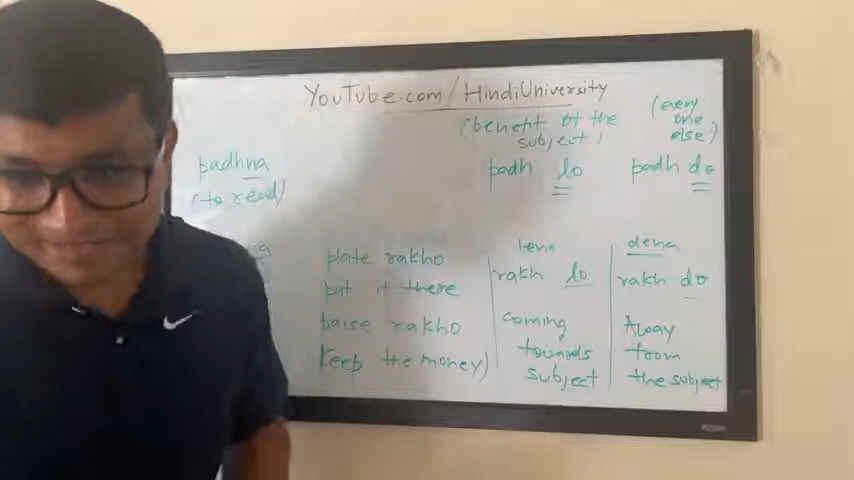 YouTube.com/HindiUniversity
(benefit of the
subject)
(every
one
else)
padhna
(to read)
padh lo
padh do
plate rakho
put it there
paise rakho
Keep the money)
lena
rakh lo
coming
towards
subject
dena
rakh do
Away
from
the subject